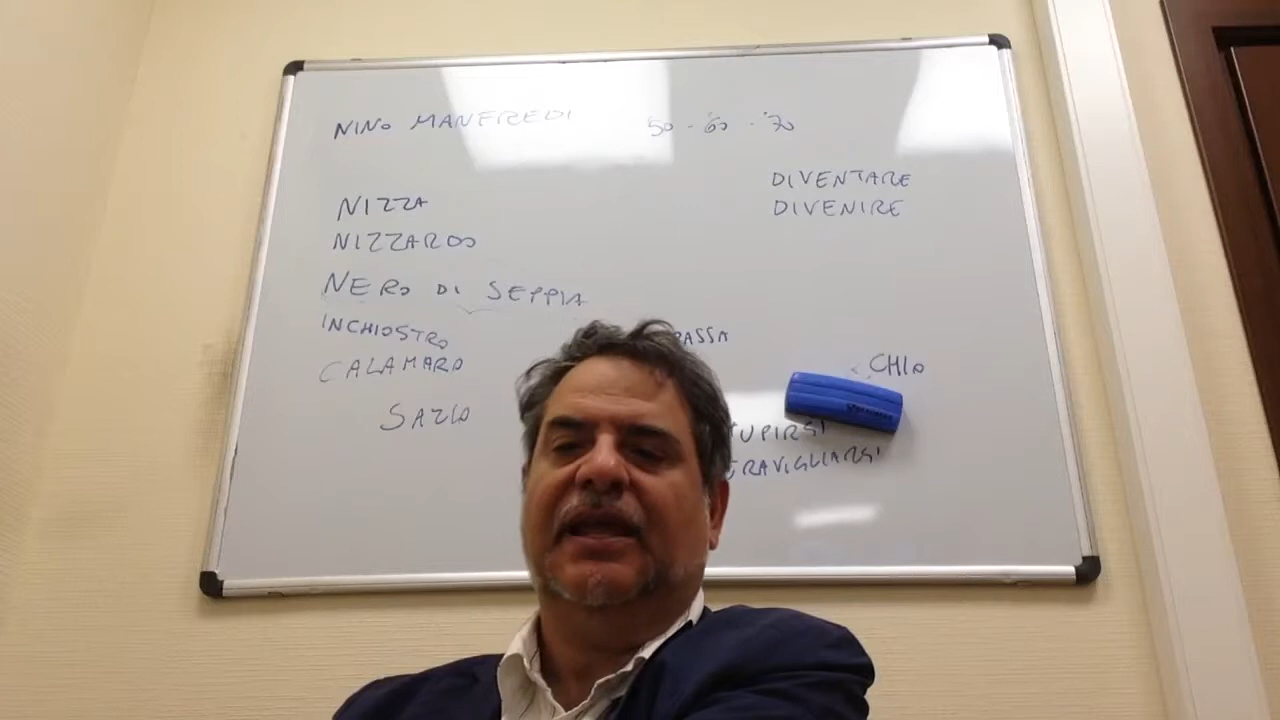 NINO MANFREDI '50 - '60 - '70
DIVENTARE
NIZZA
DIVENIRE
NIZZARDO
NERO DI SEPPIA
INCHIOSTRO
CALAMARO
CHIO
SAZIO